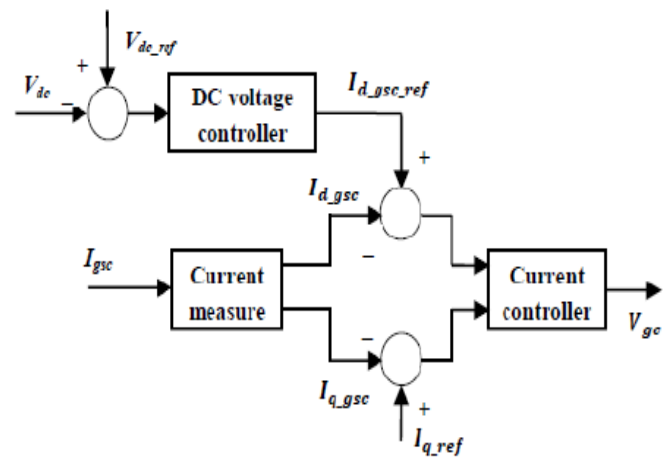 V_dc_ref
+
V_dc
−
DC voltage
controller
I_d_gsc_ref
+
I_d_gsc
−
I_gsc
Current
measure
Current
controller
V_gc
−
I_q_gsc
+
I_q_ref